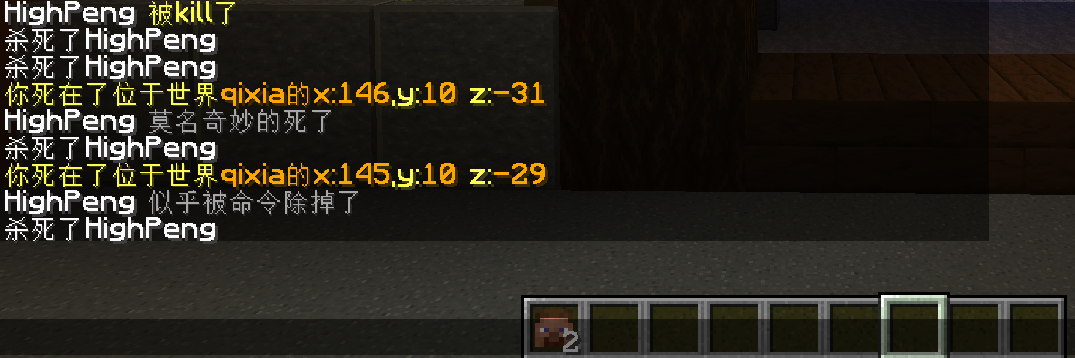 HighPeng 被kill了
杀死了HighPeng
杀死了HighPeng
你死在了位于世界qixia的x:146,y:10 z:-31
HighPeng 莫名奇妙的死了
杀死了HighPeng
你死在了位于世界qixia的x:145,y:10 z:-29
HighPeng 似乎被命令除掉了
杀死了HighPeng
2